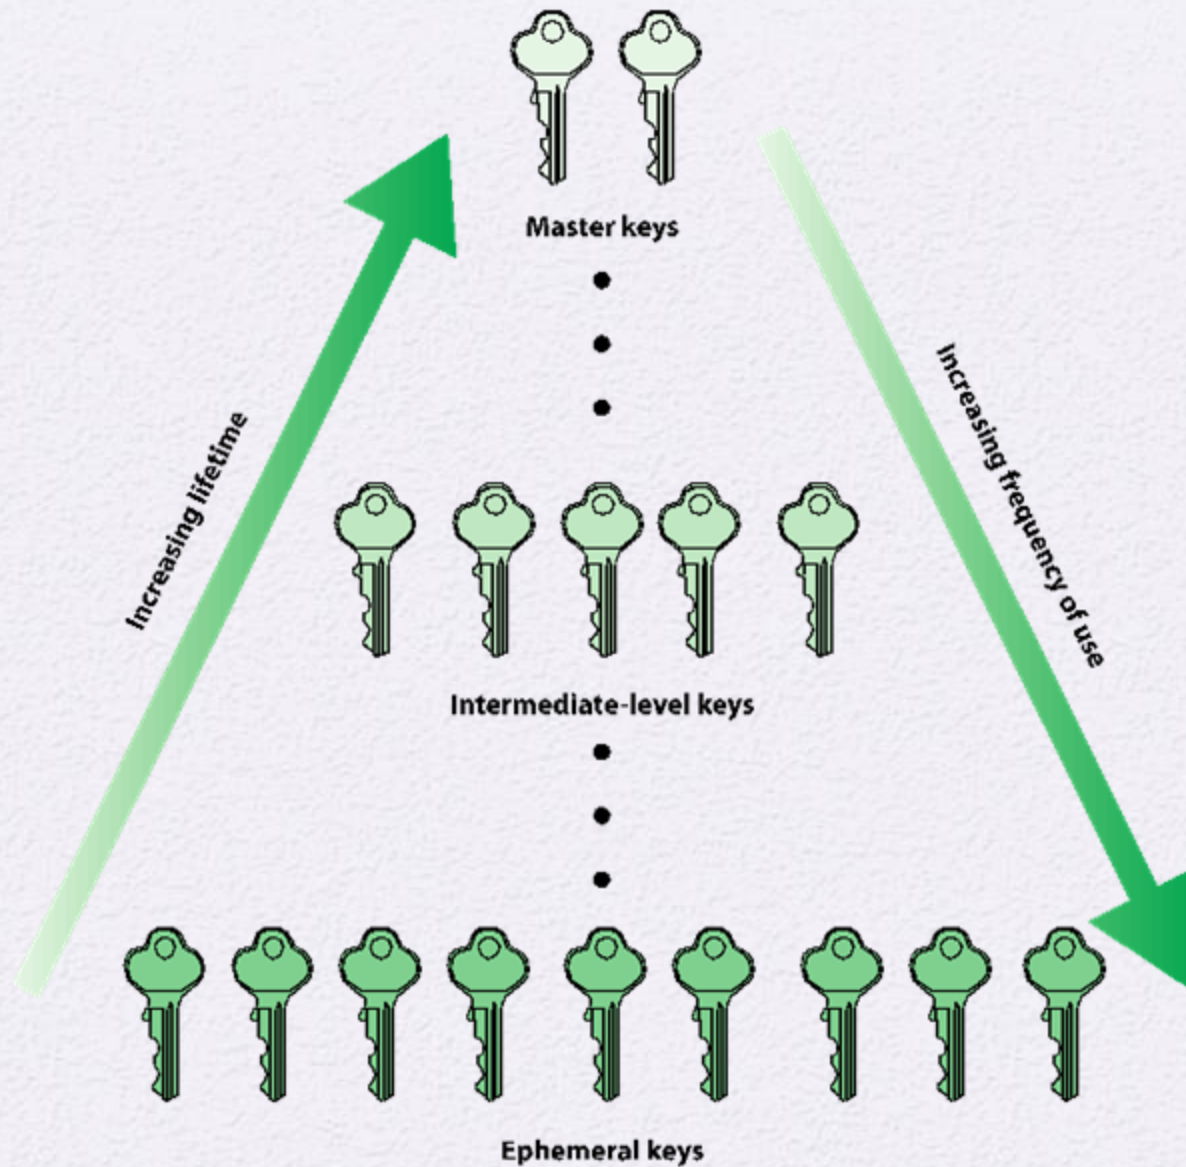 Master keys
Increasing lifetime
Increasing frequency of use
Intermediate-level keys
Ephemeral keys